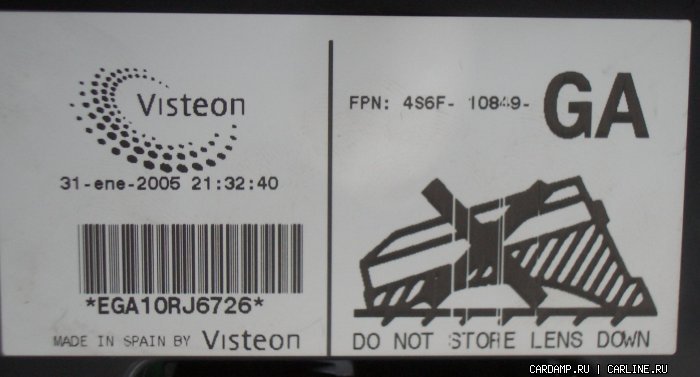 Visteon
31-ene-2005 21:32:40
*EGA10RJ6726*
MADE IN SPAIN BY Visteon
FPN: 4S6F- 10849- GA
DO NOT STORE LENS DOWN
CARDAMP.RU | CARLINE.RU